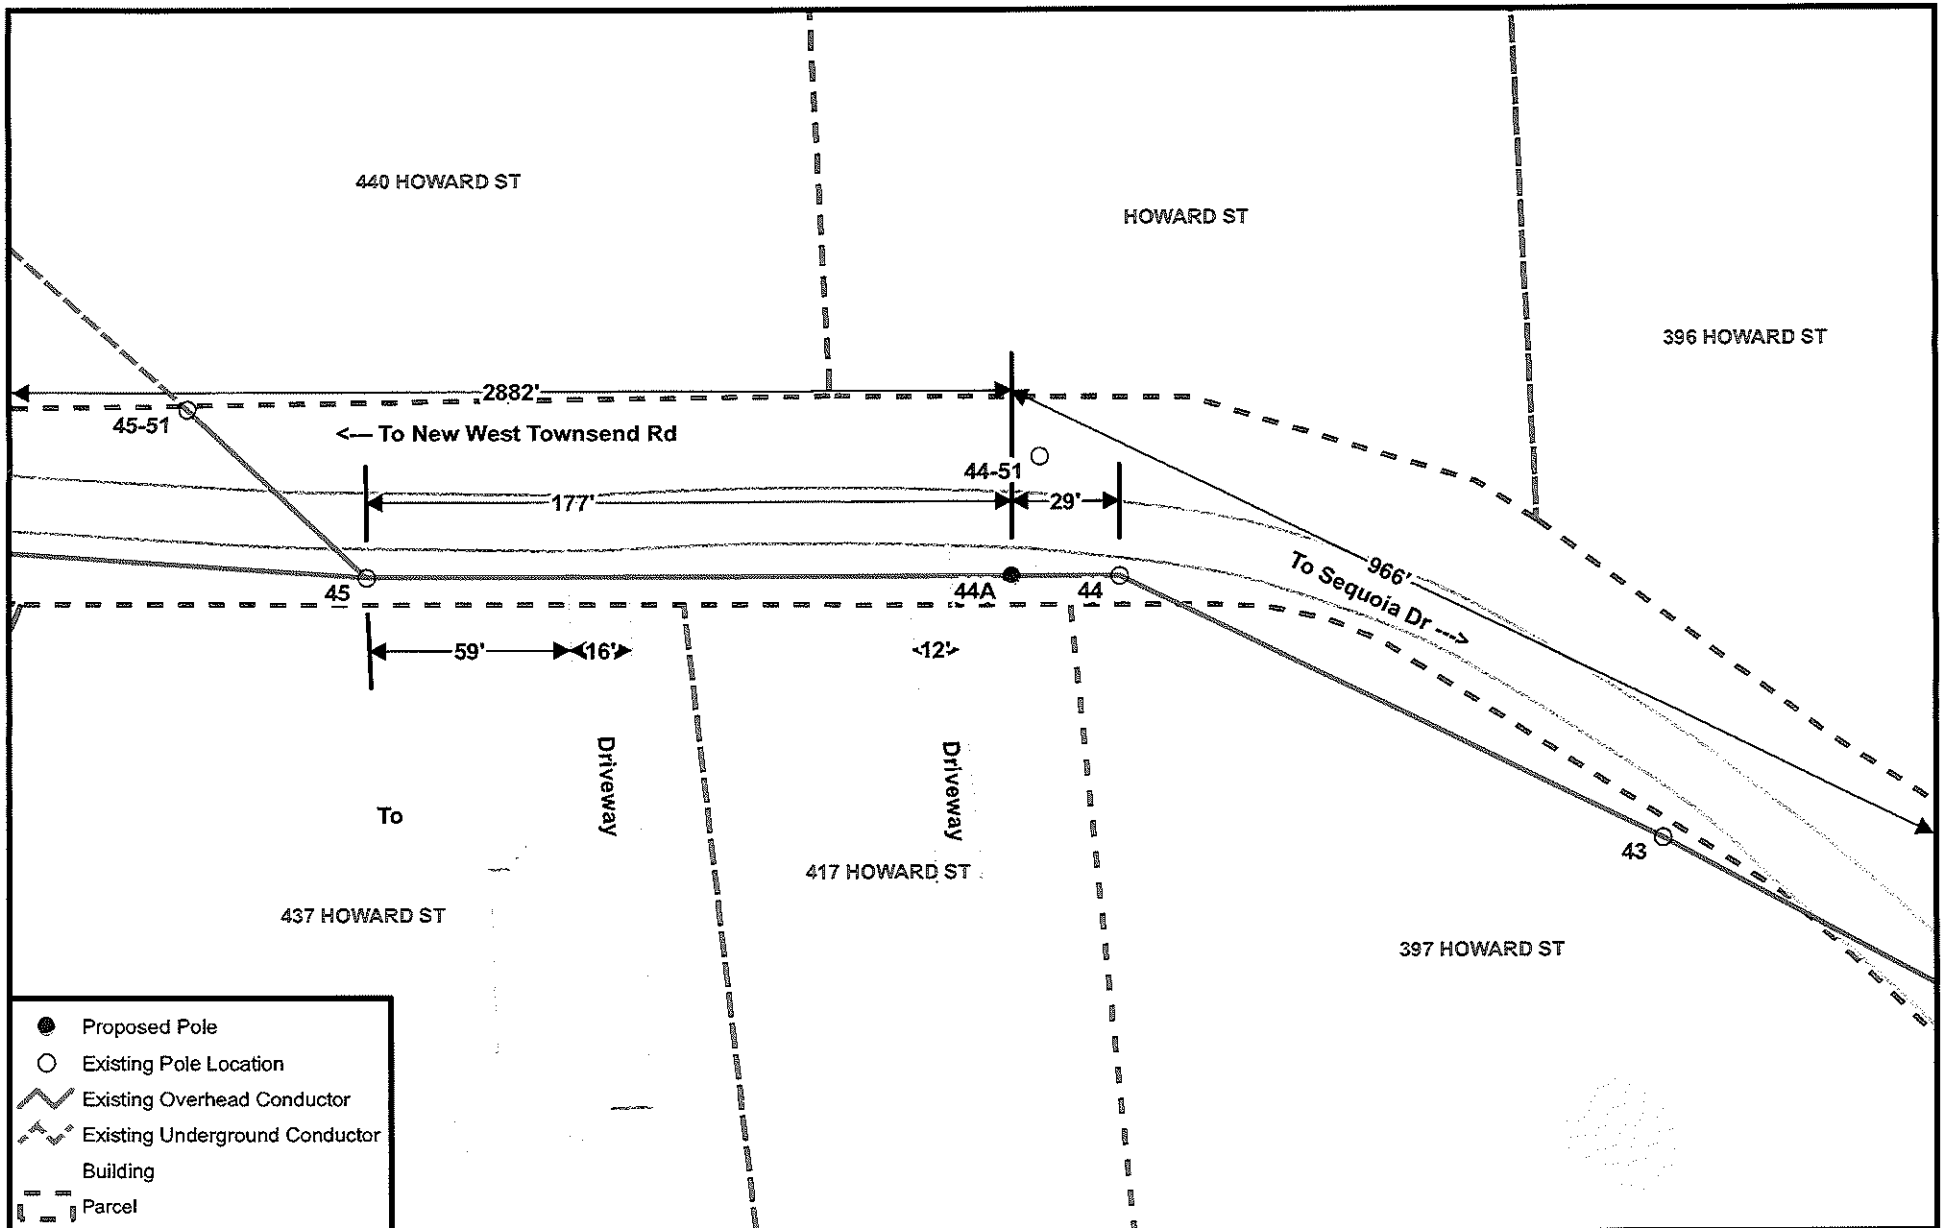 440 HOWARD ST
HOWARD ST
396 HOWARD ST
2882'
45-51
<--- To New West Townsend Rd
44-51
177'
29'
966'
To Sequoia Dr --->
45
44A
44
59'
16'
12'
Driveway
Driveway
To
43
417 HOWARD ST
437 HOWARD ST
397 HOWARD ST
Proposed Pole
Existing Pole Location
Existing Overhead Conductor
Existing Underground Conductor
Building
Parcel